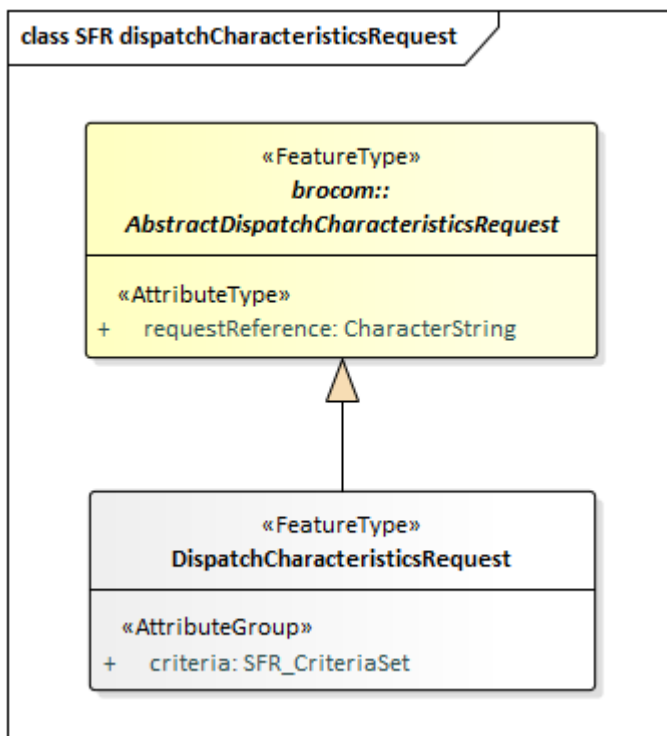 class SFR dispatchCharacteristicsRequest
«FeatureType»
brocom::
AbstractDispatchCharacteristicsRequest
«AttributeType»
+ requestReference: CharacterString
«FeatureType»
DispatchCharacteristicsRequest
«AttributeGroup»
+ criteria: SFR_CriteriaSet